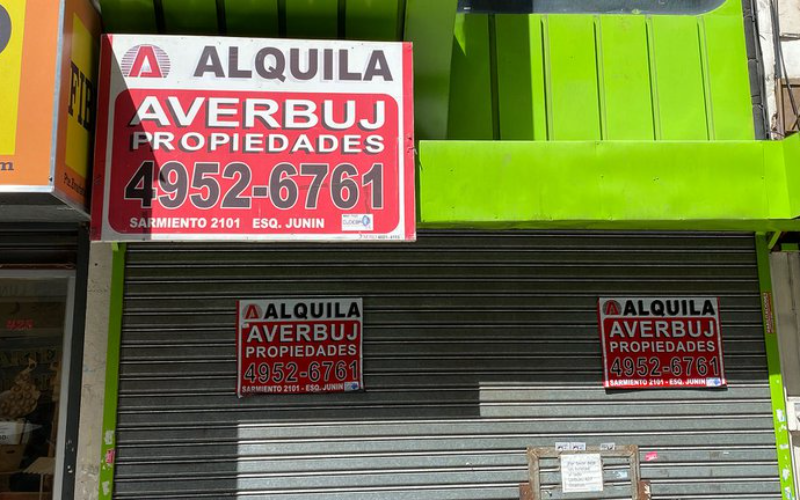 ALQUILA
AVERBUJ
PROPIEDADES
4952-6761
SARMIENTO 2101 ESQ. JUNIN
ALQUILA
AVERBUJ
PROPIEDADES
4952-6761
SARMIENTO 2101 - ESQ. JUNIN
ALQUILA
AVERBUJ
PROPIEDADES
4952-6761
SARMIENTO 2101 - ESQ. JUNIN